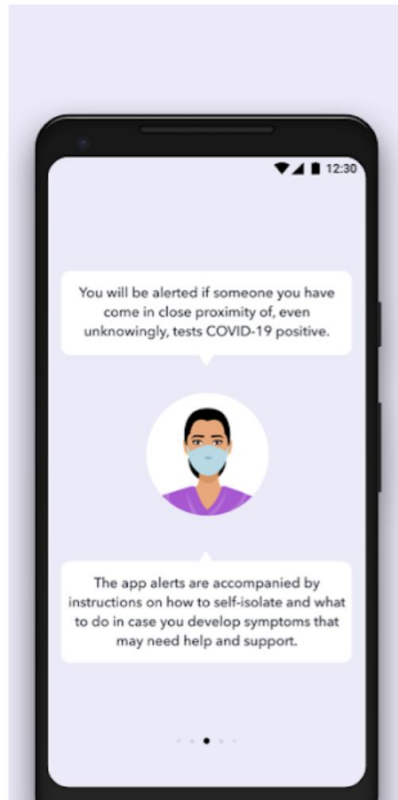 12:30
You will be alerted if someone you have
come in close proximity of, even
unknowingly, tests COVID-19 positive.
The app alerts are accompanied by
instructions on how to self-isolate and what
to do in case you develop symptoms that
may need help and support.